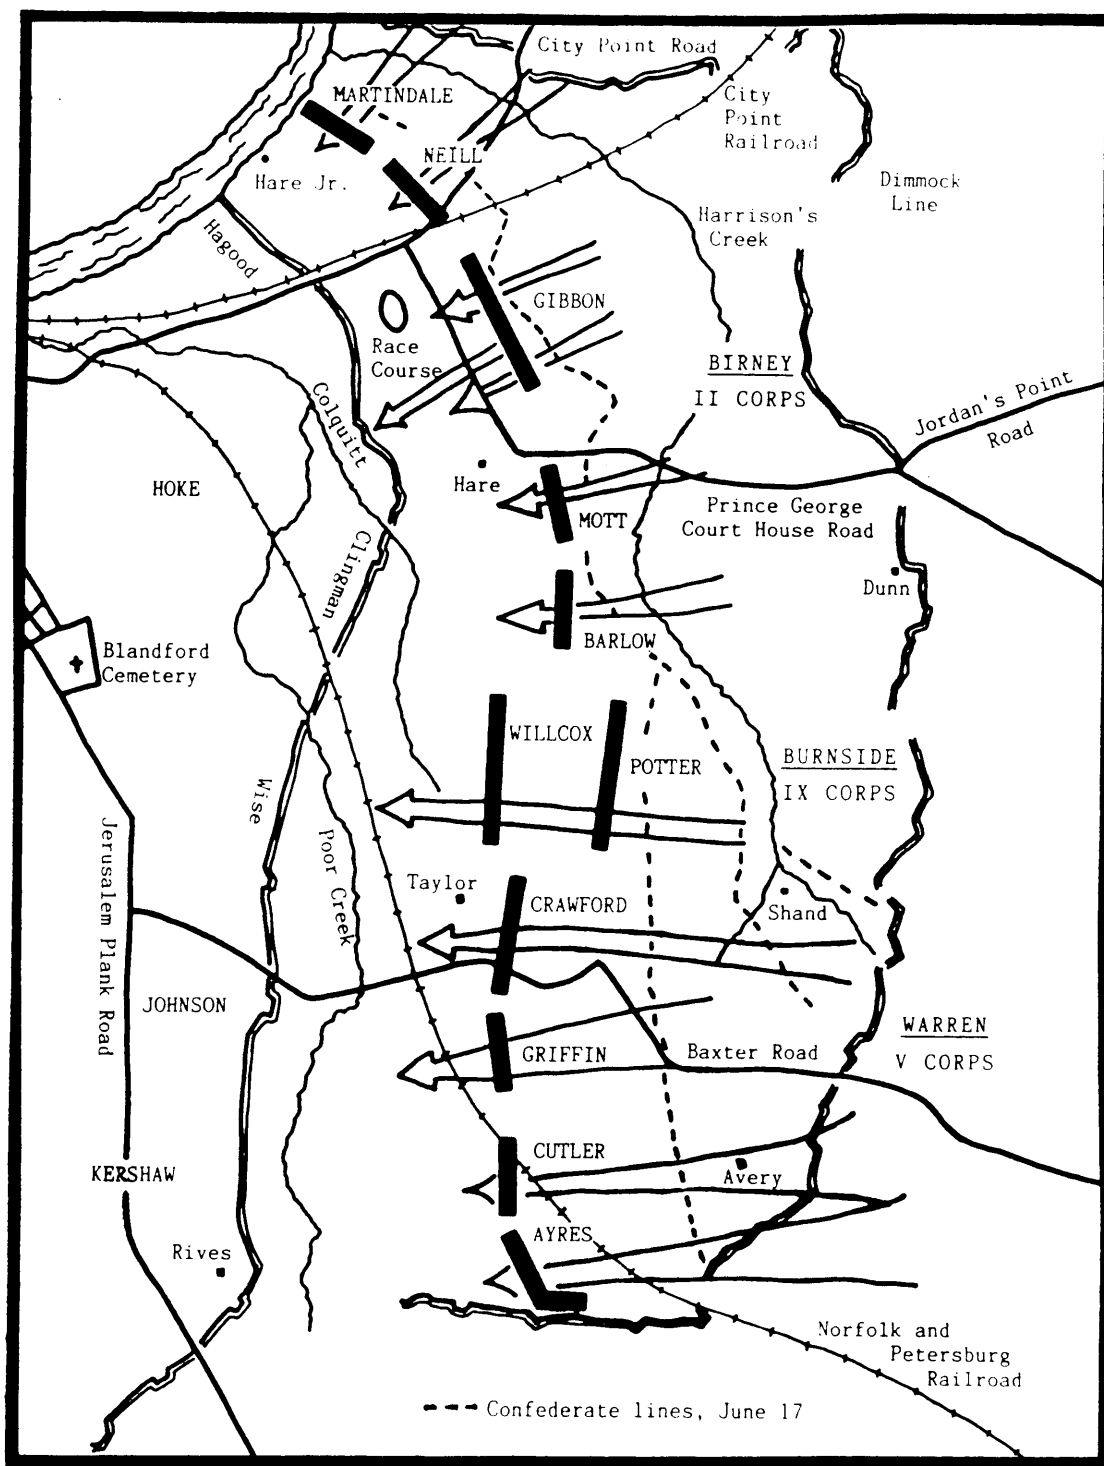 City Point Road
MARTINDALE
City
Point
Railroad
NEILL
Hare Jr.
Dimmock
Line
Harrison's
Creek
Hagood
GIBBON
Race
Course
BIRNEY
II CORPS
Colquitt
Jordan's Point
Road
HOKE
Hare
MOTT
Prince George
Court House Road
Clingman
Dunn
BARLOW
Blandford
Cemetery
WILLCOX
POTTER
BURNSIDE
IX CORPS
Wise
Poor Creek
Jerusalem Plank Road
Taylor
CRAWFORD
Shand
JOHNSON
WARREN
V CORPS
GRIFFIN
Baxter Road
CUTLER
Avery
KERSHAW
AYRES
Rives
Norfolk and
Petersburg
Railroad
Confederate lines, June 17